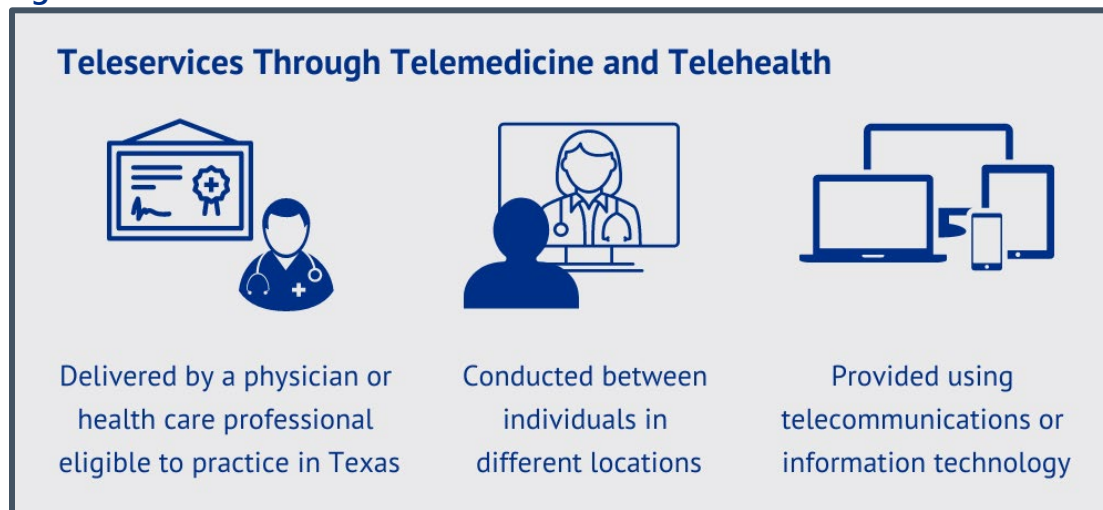 Teleservices Through Telemedicine and Telehealth
Delivered by a physician or
health care professional
eligible to practice in Texas
Conducted between
individuals in
different locations
Provided using
telecommunications or
information technology